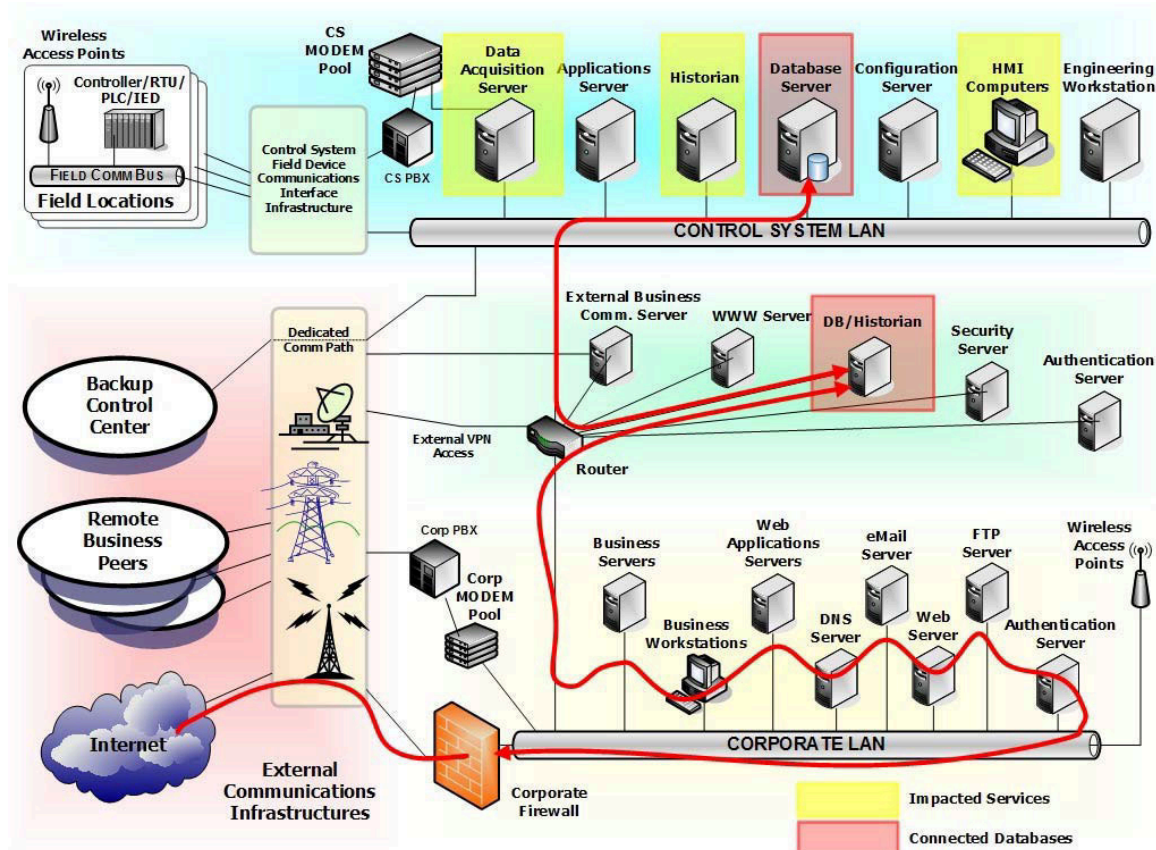 Wireless
Access Points
Controller/RTU/
PLC/IED
FIELD COMM BUS
Field Locations
Control System
Field Device
Communications
Interface
Infrastructure
CS
MODEM
Pool
CS PBX
Data
Acquisition
Server
Applications
Server
Historian
Database
Server
Configuration
Server
HMI
Computers
Engineering
Workstation
CONTROL SYSTEM LAN
Dedicated
Comm Path
Backup
Control
Center
External Business
Comm. Server
WWW Server
DB/Historian
Security
Server
Authentication
Server
External VPN
Access
Router
Remote
Business
Peers
Corp PBX
Corp
MODEM
Pool
Business
Servers
Business
Workstations
Web
Applications
Servers
DNS
Server
eMail
Server
Web
Server
FTP
Server
Authentication
Server
Wireless
Access
Points
Internet
External
Communications
Infrastructures
Corporate
Firewall
CORPORATE LAN
Impacted Services
Connected Databases